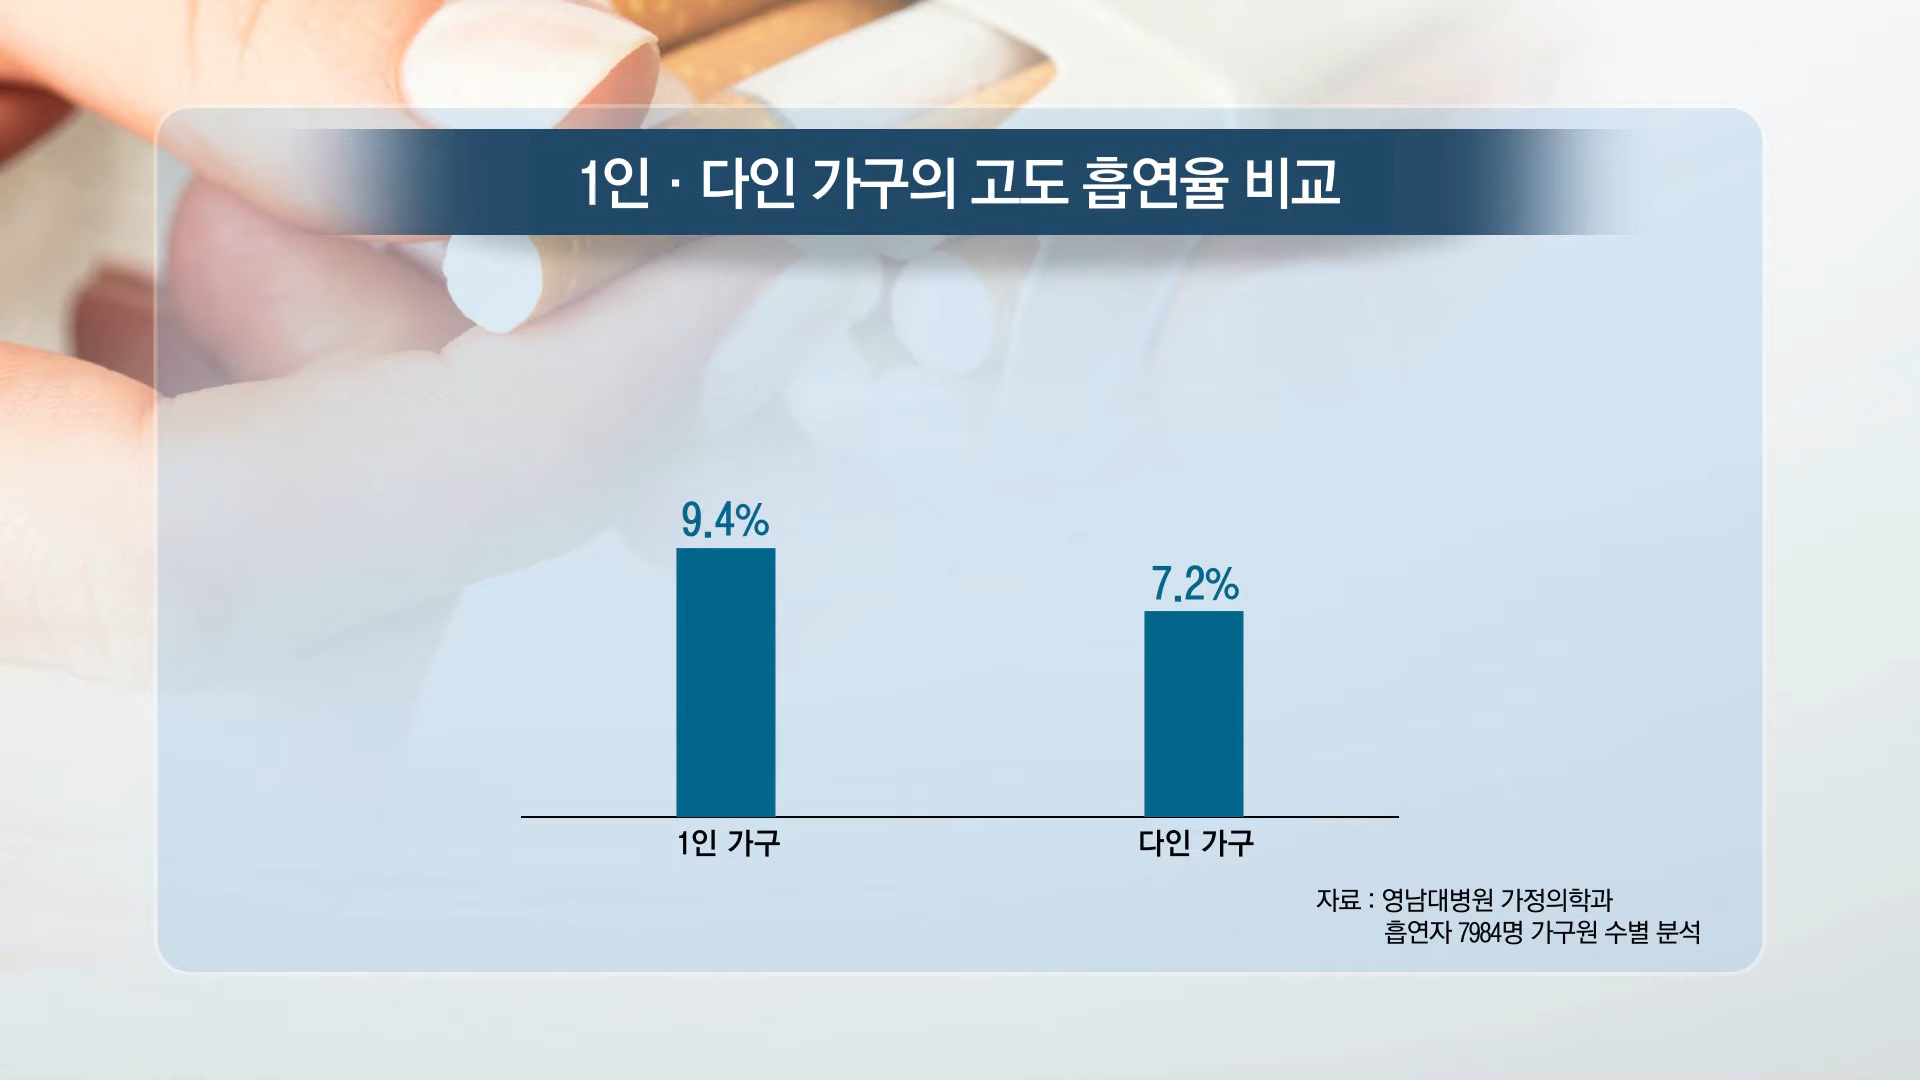 1인 · 다인 가구의 고도 흡연율 비교
9.4%
7.2%
1인 가구
다인 가구
자료 : 영남대병원 가정의학과
흡연자 7984명 가구원 수별 분석